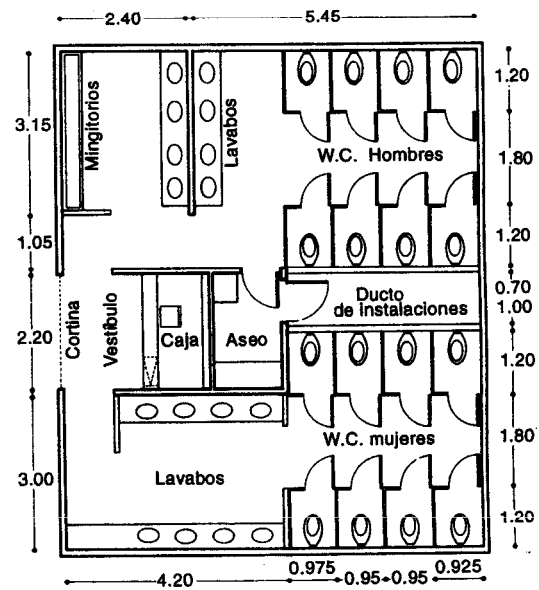 2.40
5.45
Mingitorios
Lavabos
W.C. Hombres
3.15
1.05
2.20
3.00
1.20
1.80
1.20
0.70
1.00
1.20
1.80
1.20
Cortina
Vestíbulo
Caja
Aseo
Ducto
de instalaciones
W.C. mujeres
Lavabos
4.20
0.975
0.95
0.95
0.925